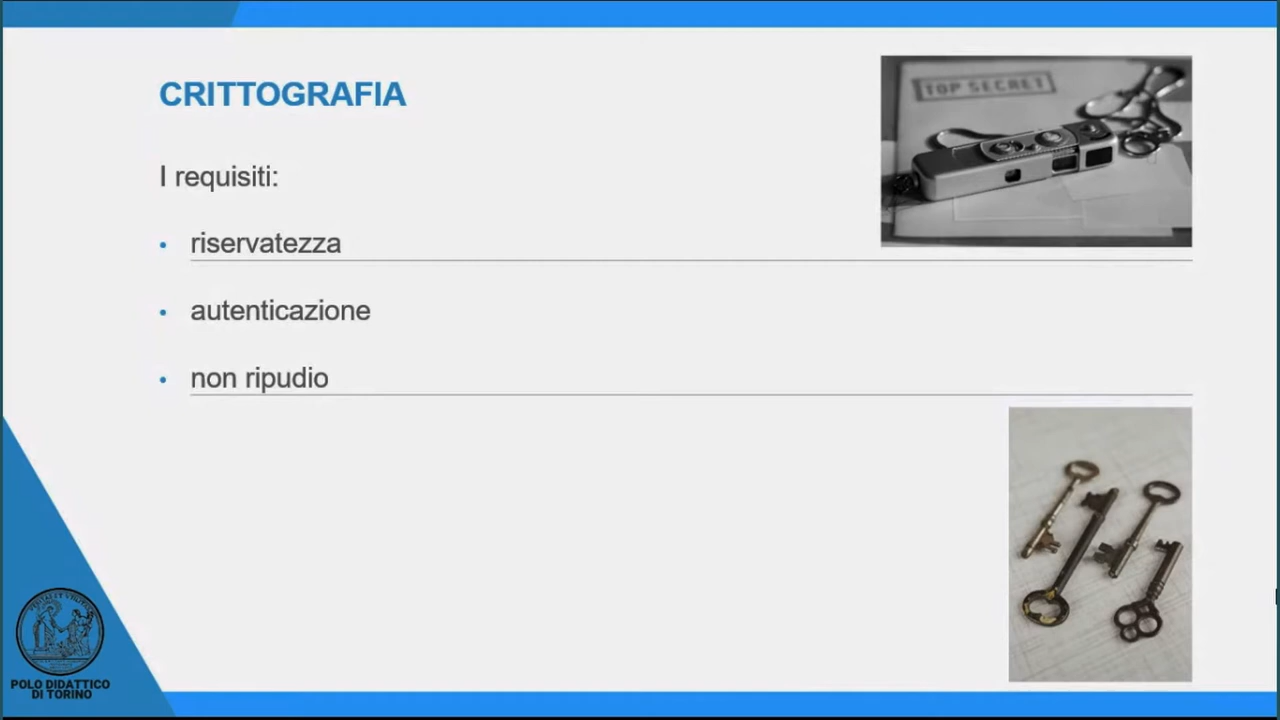 CRITTOGRAFIA
TOP SECRET
I requisiti:
• riservatezza
• autenticazione
• non ripudio
POLO DIDATTICO
DI TORINO